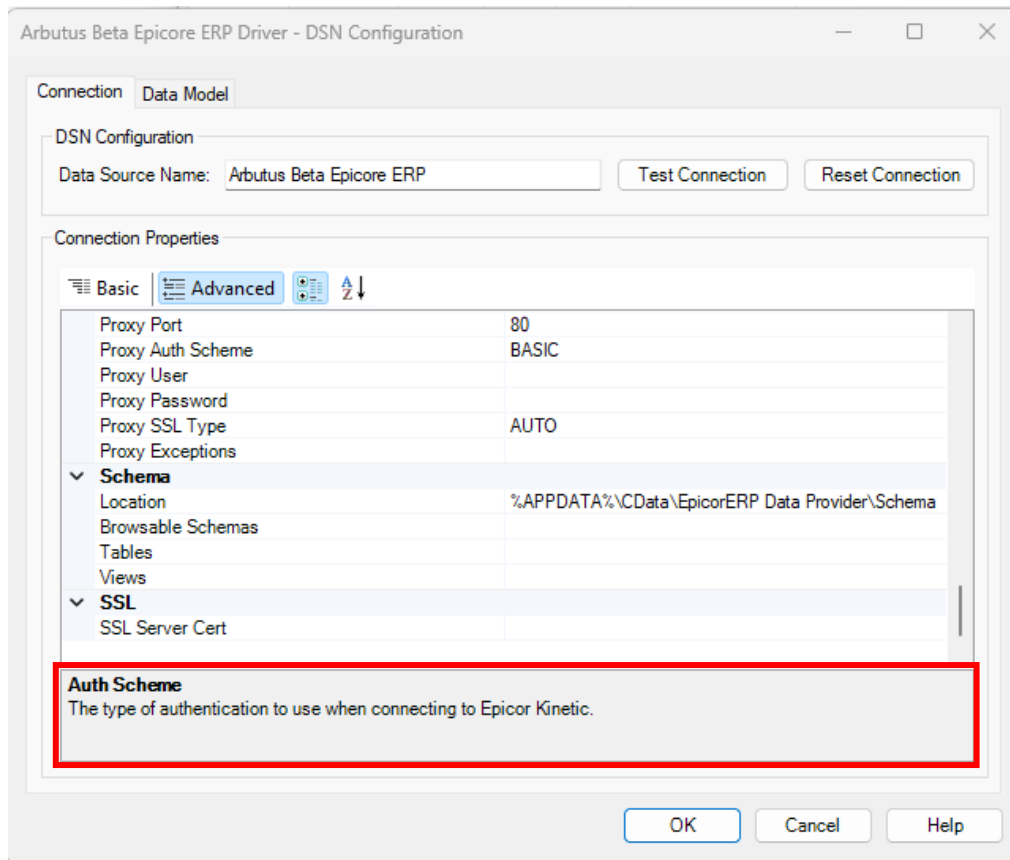 Arbutus Beta Epicore ERP Driver - DSN Configuration
Connection Data Model
DSN Configuration
Data Source Name: Arbutus Beta Epicore ERP Test Connection Reset Connection
Connection Properties
Basic Advanced
Proxy Port 80
Proxy Auth Scheme BASIC
Proxy User
Proxy Password
Proxy SSL Type AUTO
Proxy Exceptions
Schema
Location %APPDATA%\CData\EpicorERP Data Provider\Schema
Browsable Schemas
Tables
Views
SSL
SSL Server Cert
Auth Scheme
The type of authentication to use when connecting to Epicor Kinetic.
OK Cancel Help